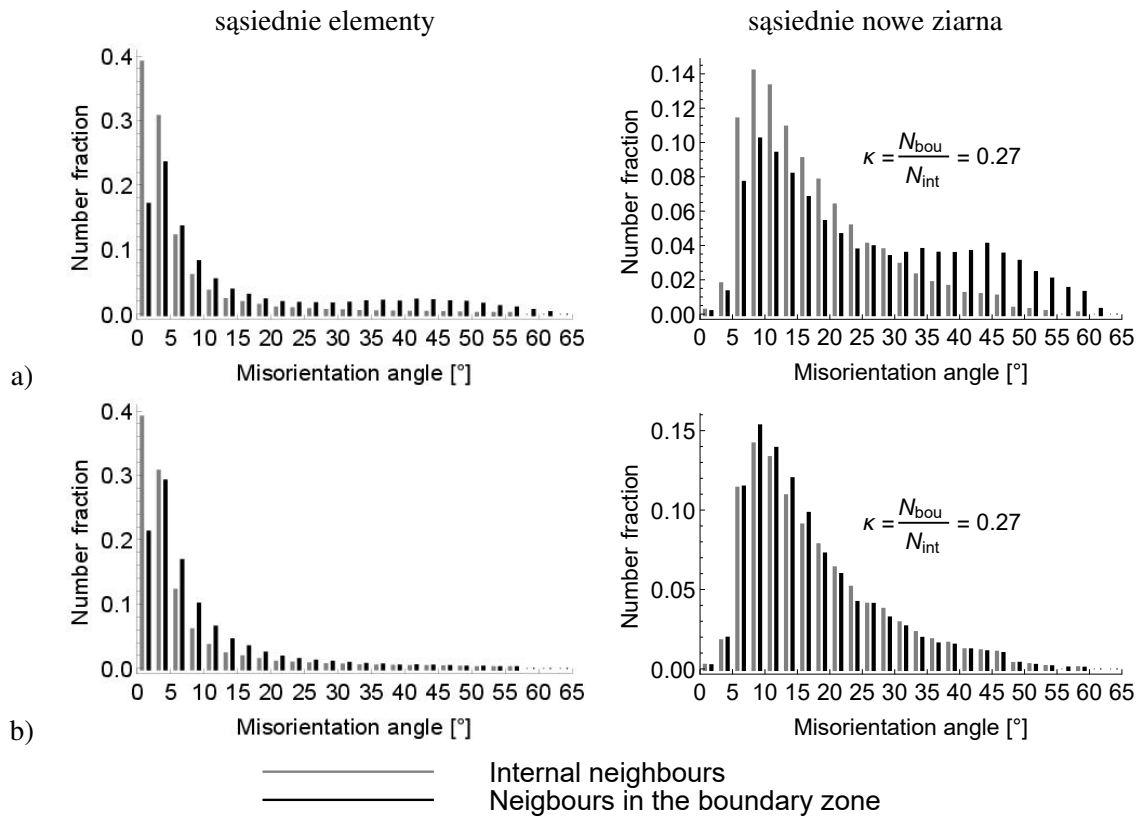 sąsiednie elementy
sąsiednie nowe ziarna
a)
Number fraction
0.4
0.3
0.2
0.1
0.0
0 5 10 15 20 25 30 35 40 45 50 55 60 65
Misorientation angle [°]
Number fraction
0.14
0.12
0.10
0.08
0.06
0.04
0.02
0.00
0 5 10 15 20 25 30 35 40 45 50 55 60 65
Misorientation angle [°]
κ = N_bou / N_int = 0.27
b)
Number fraction
0.4
0.3
0.2
0.1
0.0
0 5 10 15 20 25 30 35 40 45 50 55 60 65
Misorientation angle [°]
Number fraction
0.15
0.10
0.05
0.00
0 5 10 15 20 25 30 35 40 45 50 55 60 65
Misorientation angle [°]
κ = N_bou / N_int = 0.27
Internal neighbours
Neigbours in the boundary zone